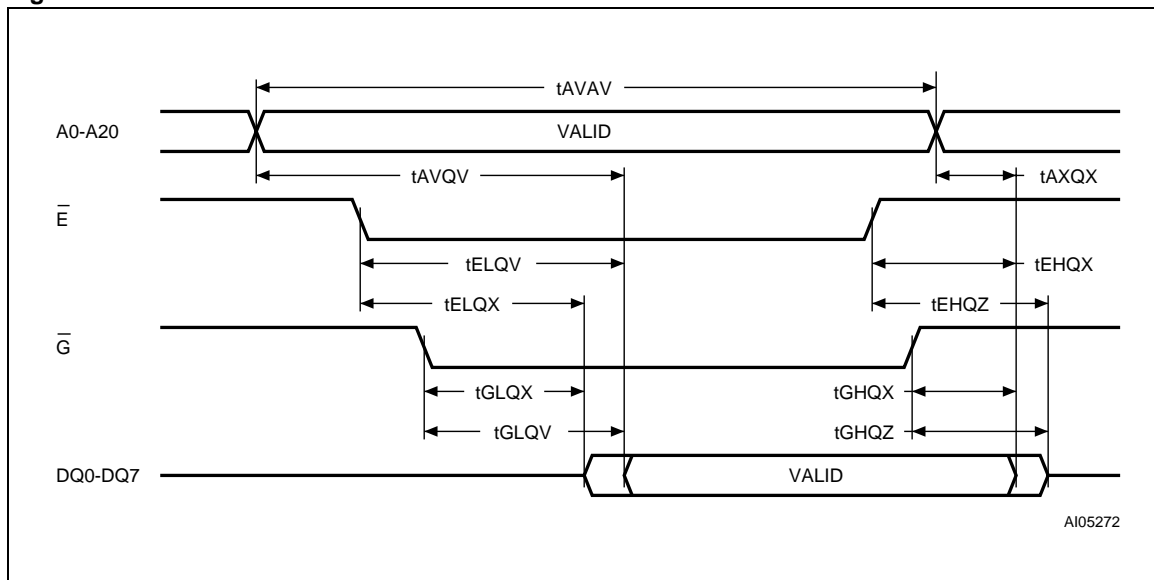 tAVAV
A0-A20
VALID
tAVQV
tAXQX
E̅
tELQV
tEHQX
tELQX
tEHQZ
G̅
tGLQX
tGHQX
tGLQV
tGHQZ
DQ0-DQ7
VALID
AI05272